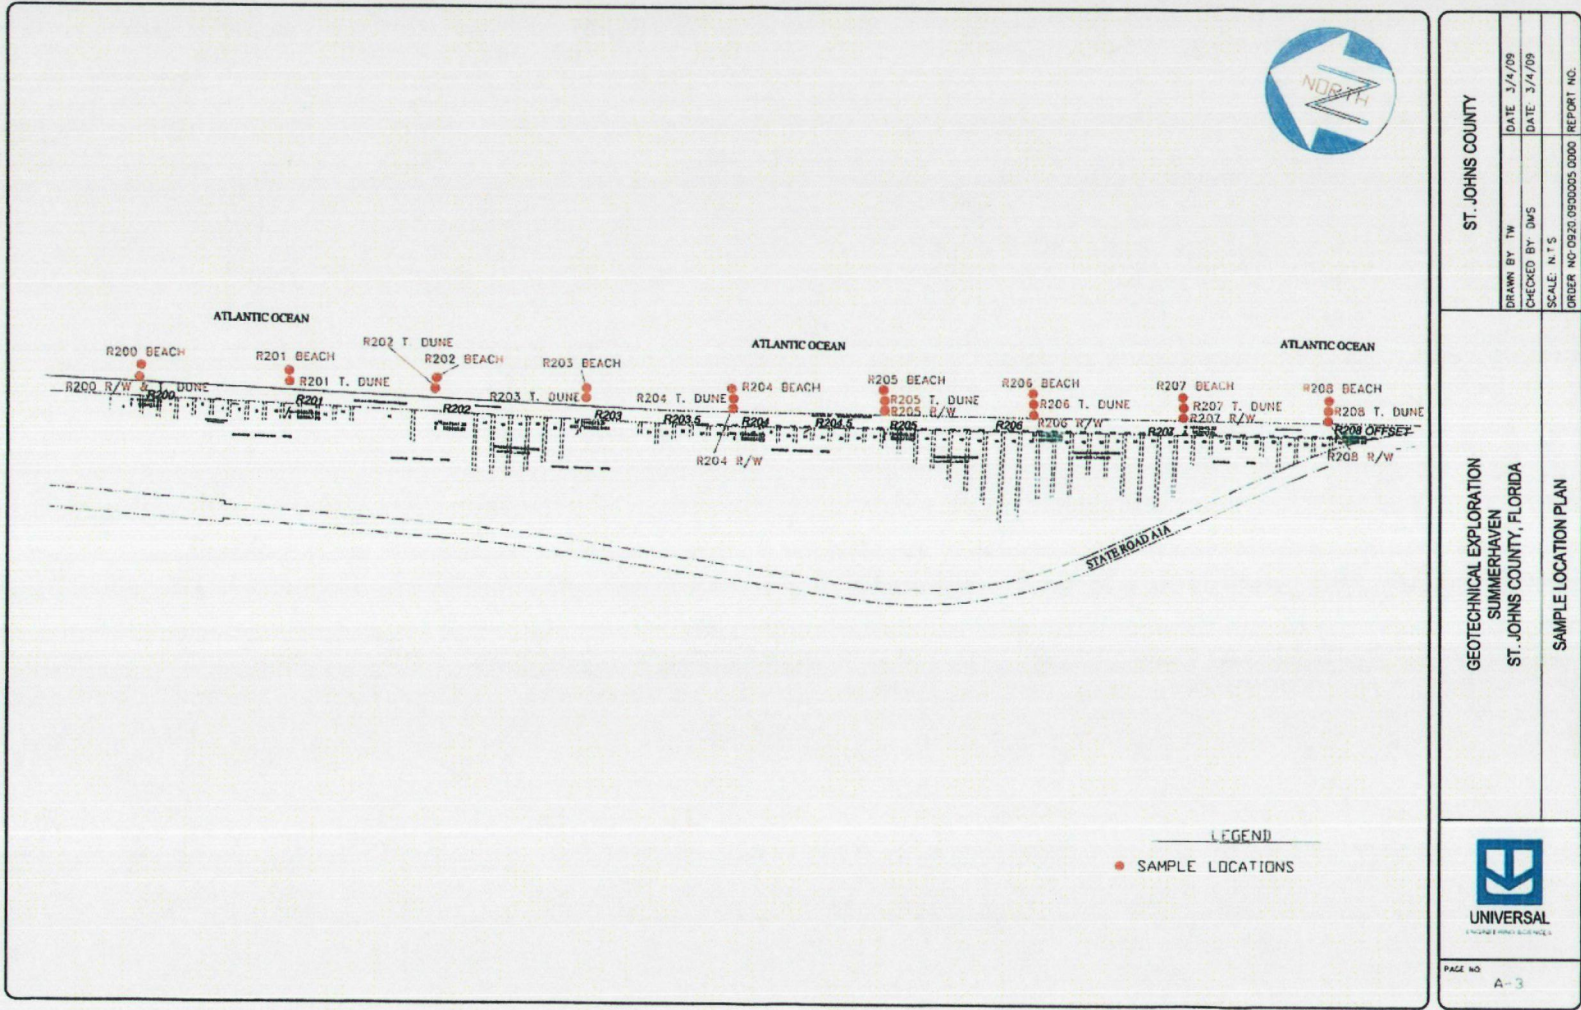 NORTH
ATLANTIC OCEAN
ATLANTIC OCEAN
ATLANTIC OCEAN
R200 BEACH
R201 BEACH
R202 T. DUNE
R202 BEACH
R203 BEACH
R204 BEACH
R205 BEACH
R206 BEACH
R207 BEACH
R208 BEACH
R200 R/W & T. DUNE
R201 T. DUNE
R203 T. DUNE
R204 T. DUNE
R205 T. DUNE
R206 T. DUNE
R207 T. DUNE
R208 T. DUNE
R205 R/W
R206 R/W
R207 R/W
R204 R/W
R208 R/W
R200
R201
R202
R203
R203.5
R204
R204.5
R205
R206
R207
R208 OFFSET
STATE ROAD A1A
LEGEND
SAMPLE LOCATIONS
ST. JOHNS COUNTY
DRAWN BY TW
DATE 3/4/09
CHECKED BY: DMS
DATE: 3/4/09
SCALE: N.T.S
ORDER NO: 0920 0900005 0000
REPORT NO.
GEOTECHNICAL EXPLORATION
SUMMERHAVEN
ST. JOHNS COUNTY, FLORIDA
SAMPLE LOCATION PLAN
UNIVERSAL
ENGINEERING SCIENCES
PAGE NO.
A-3